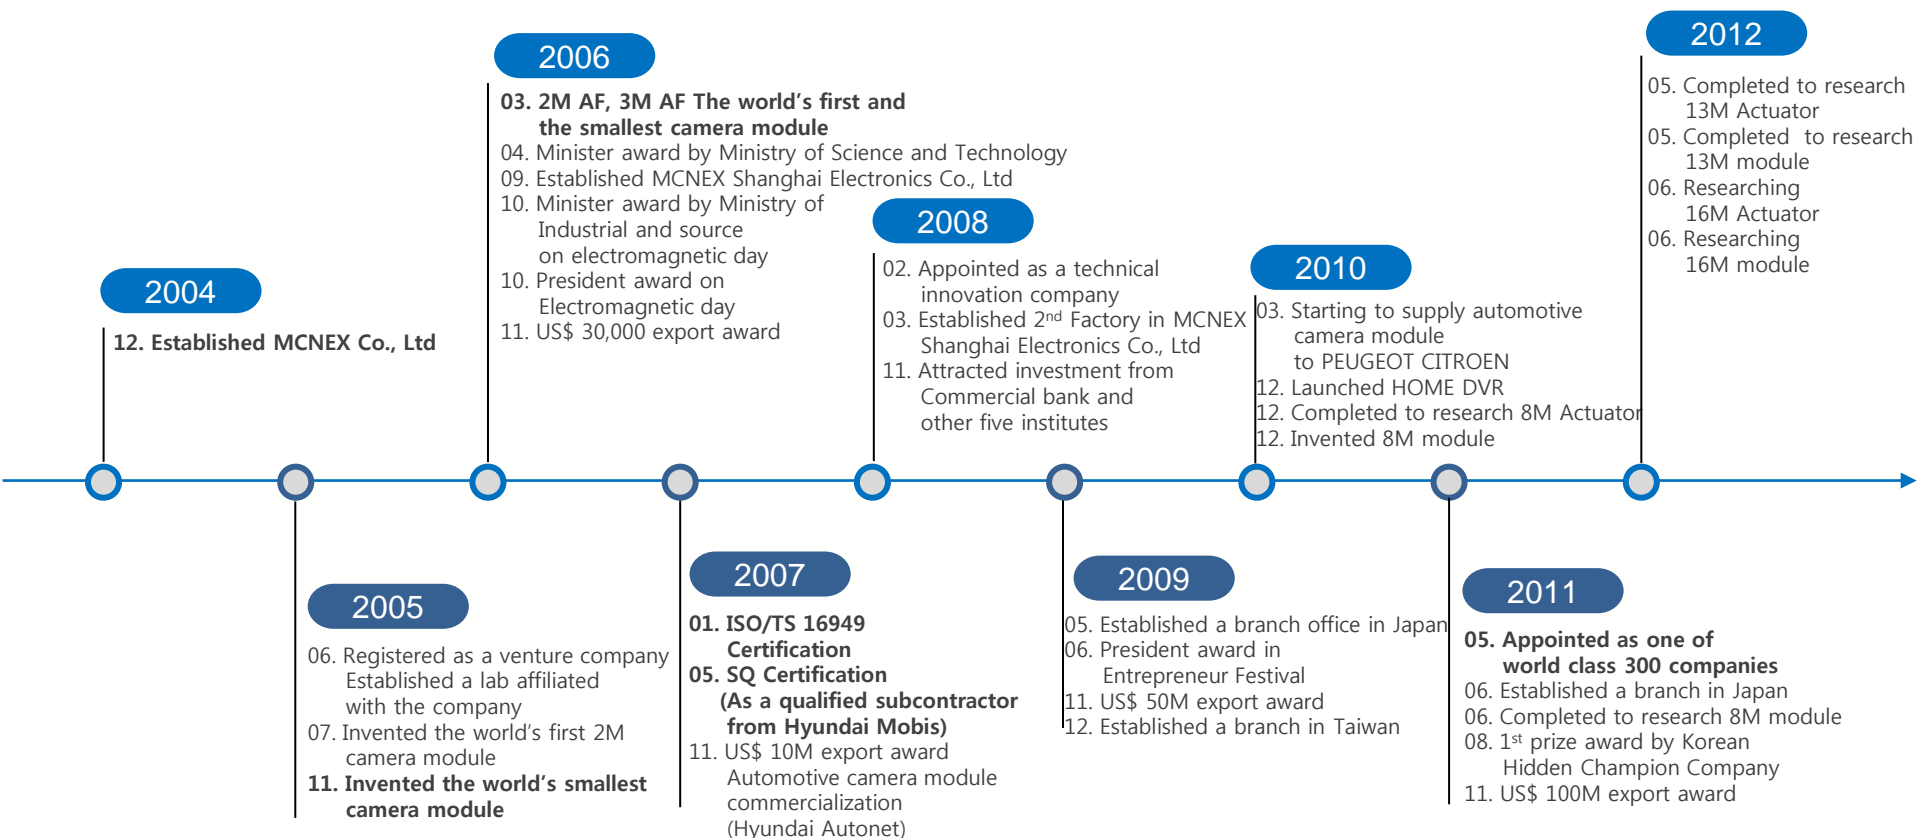 2004
12. Established MCNEX Co., Ltd
2005
06. Registered as a venture company
Established a lab affiliated
with the company
07. Invented the world's first 2M
camera module
11. Invented the world's smallest
camera module
2006
03. 2M AF, 3M AF The world's first and
the smallest camera module
04. Minister award by Ministry of Science and Technology
09. Established MCNEX Shanghai Electronics Co., Ltd
10. Minister award by Ministry of
Industrial and source
on electromagnetic day
10. President award on
Electromagnetic day
11. US$ 30,000 export award
2007
01. ISO/TS 16949
Certification
05. SQ Certification
(As a qualified subcontractor
from Hyundai Mobis)
11. US$ 10M export award
Automotive camera module
commercialization
(Hyundai Autonet)
2008
02. Appointed as a technical
innovation company
03. Established 2nd Factory in MCNEX
Shanghai Electronics Co., Ltd
11. Attracted investment from
Commercial bank and
other five institutes
2009
05. Established a branch office in Japan
06. President award in
Entrepreneur Festival
11. US$ 50M export award
12. Established a branch in Taiwan
2010
03. Starting to supply automotive
camera module
to PEUGEOT CITROEN
12. Launched HOME DVR
12. Completed to research 8M Actuator
12. Invented 8M module
2011
05. Appointed as one of
world class 300 companies
06. Established a branch in Japan
06. Completed to research 8M module
08. 1st prize award by Korean
Hidden Champion Company
11. US$ 100M export award
2012
05. Completed to research
13M Actuator
05. Completed to research
13M module
06. Researching
16M Actuator
06. Researching
16M module